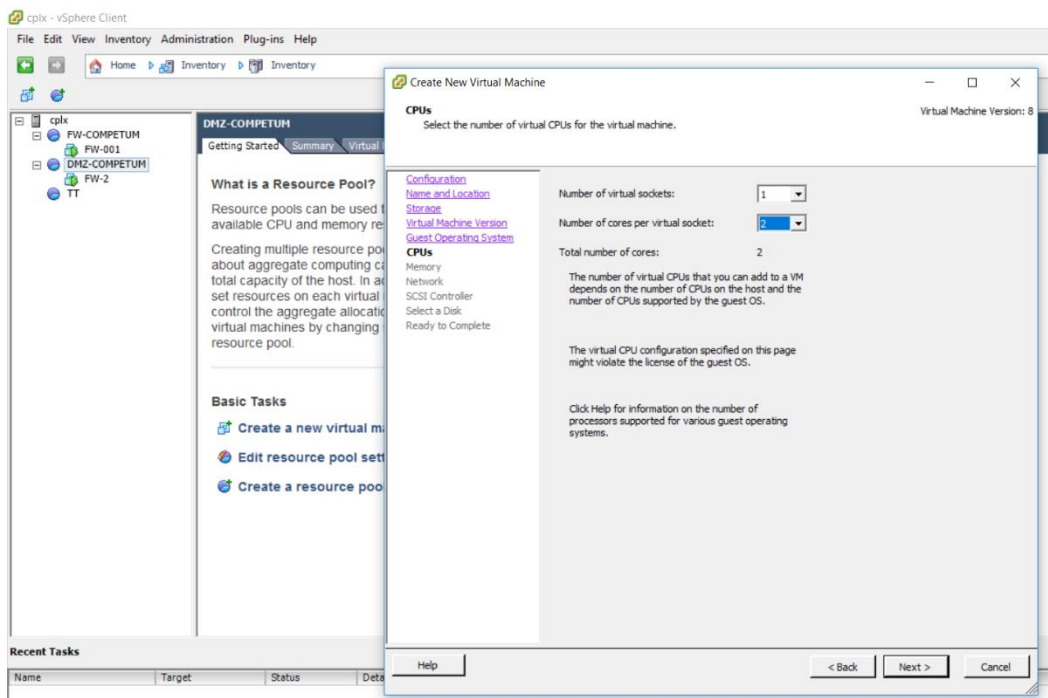 cplx - vSphere Client
File Edit View Inventory Administration Plug-ins Help
Home Inventory Inventory
cplx
FW-COMPETUM
FW-001
DMZ-COMPETUM
FW-2
TT
DMZ-COMPETUM
Getting Started Summary Virtual
What is a Resource Pool?
Resource pools can be used
available CPU and memory re
Creating multiple resource poo
about aggregate computing ca
total capacity of the host. In ad
set resources on each virtual
control the aggregate allocatio
virtual machines by changing
resource pool.
Basic Tasks
Create a new virtual ma
Edit resource pool sett
Create a resource poo
Create New Virtual Machine
CPUs
Select the number of virtual CPUs for the virtual machine.
Virtual Machine Version: 8
Configuration
Name and Location
Storage
Virtual Machine Version
Guest Operating System
CPUs
Memory
Network
SCSI Controller
Select a Disk
Ready to Complete
Number of virtual sockets: 1
Number of cores per virtual socket: 2
Total number of cores: 2
The number of virtual CPUs that you can add to a VM
depends on the number of CPUs on the host and the
number of CPUs supported by the guest OS.
The virtual CPU configuration specified on this page
might violate the license of the guest OS.
Click Help for information on the number of
processors supported for various guest operating
systems.
Help < Back Next > Cancel
Recent Tasks
Name Target Status Deta